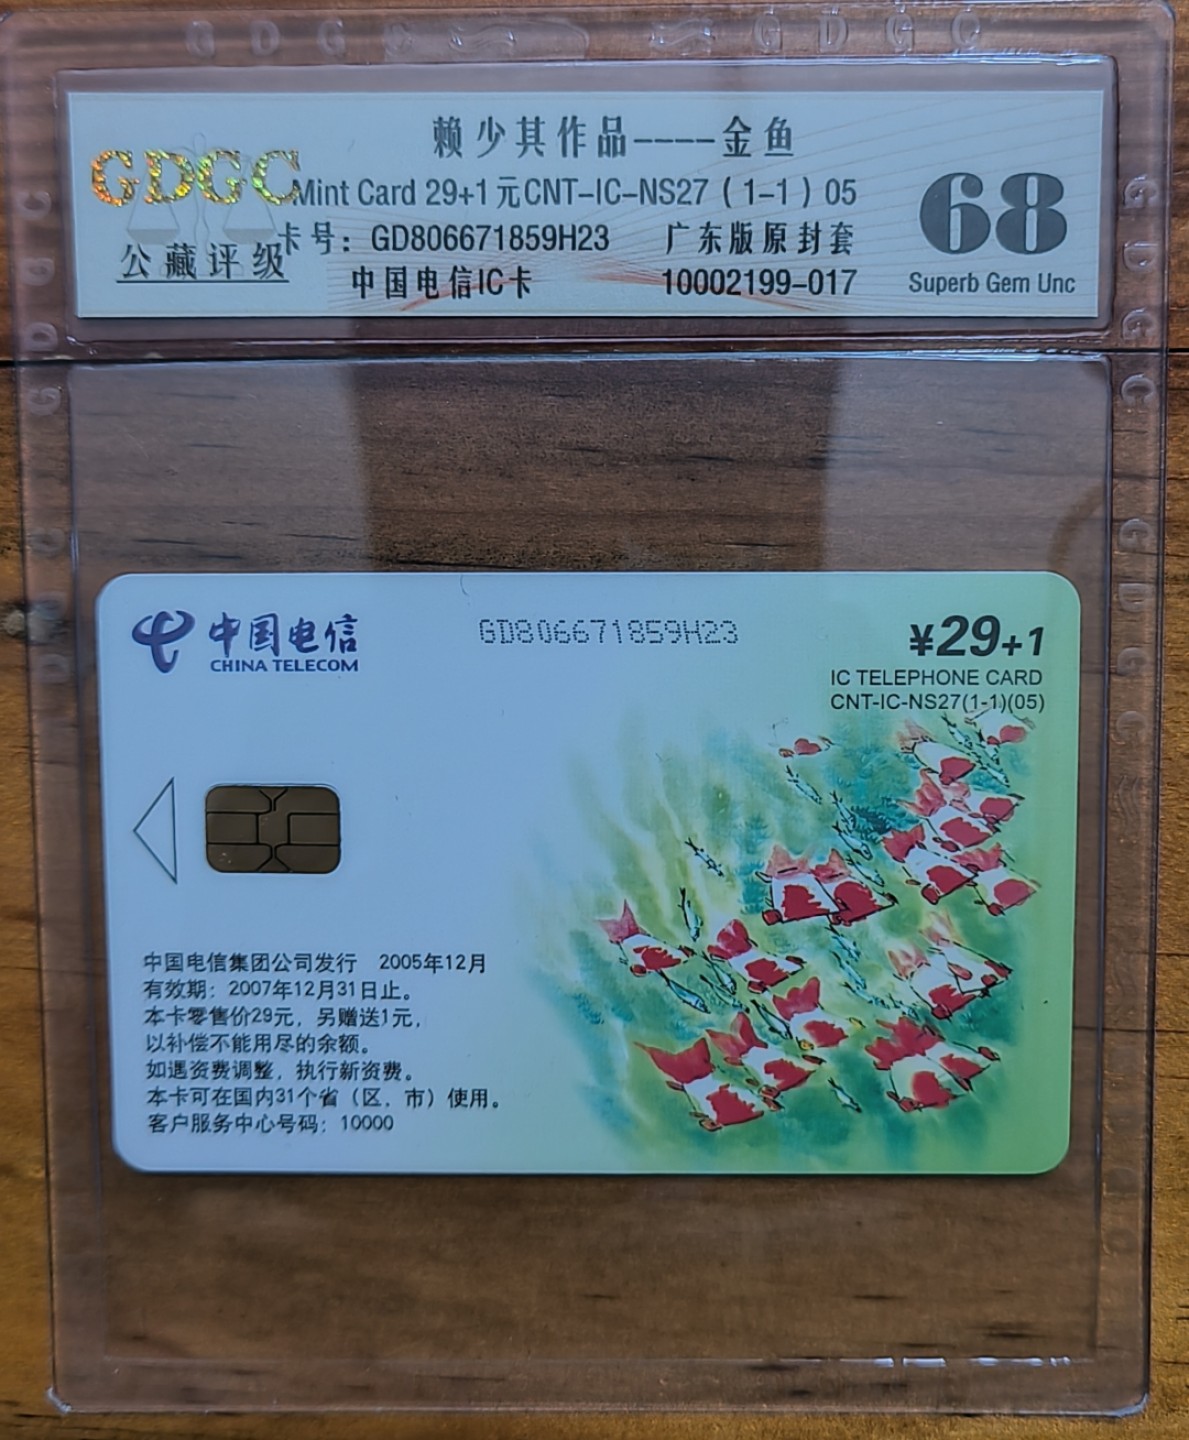 GDGC GDGC
赖少其作品----金鱼
GDGC
Mint Card 29+1元CNT-IC-NS27(1-1)05
68
公藏评级
卡号：GD806671859H23 广东版原封套
中国电信IC卡 10002199-017
Superb Gem Unc
中国电信
CHINA TELECOM
GD806671859H23
¥29+1
IC TELEPHONE CARD
CNT-IC-NS27(1-1)(05)
中国电信集团公司发行 2005年12月
有效期：2007年12月31日止。
本卡零售价29元，另赠送1元，
以补偿不能用尽的余额。
如遇资费调整，执行新资费。
本卡可在国内31个省（区、市）使用。
客户服务中心号码：10000